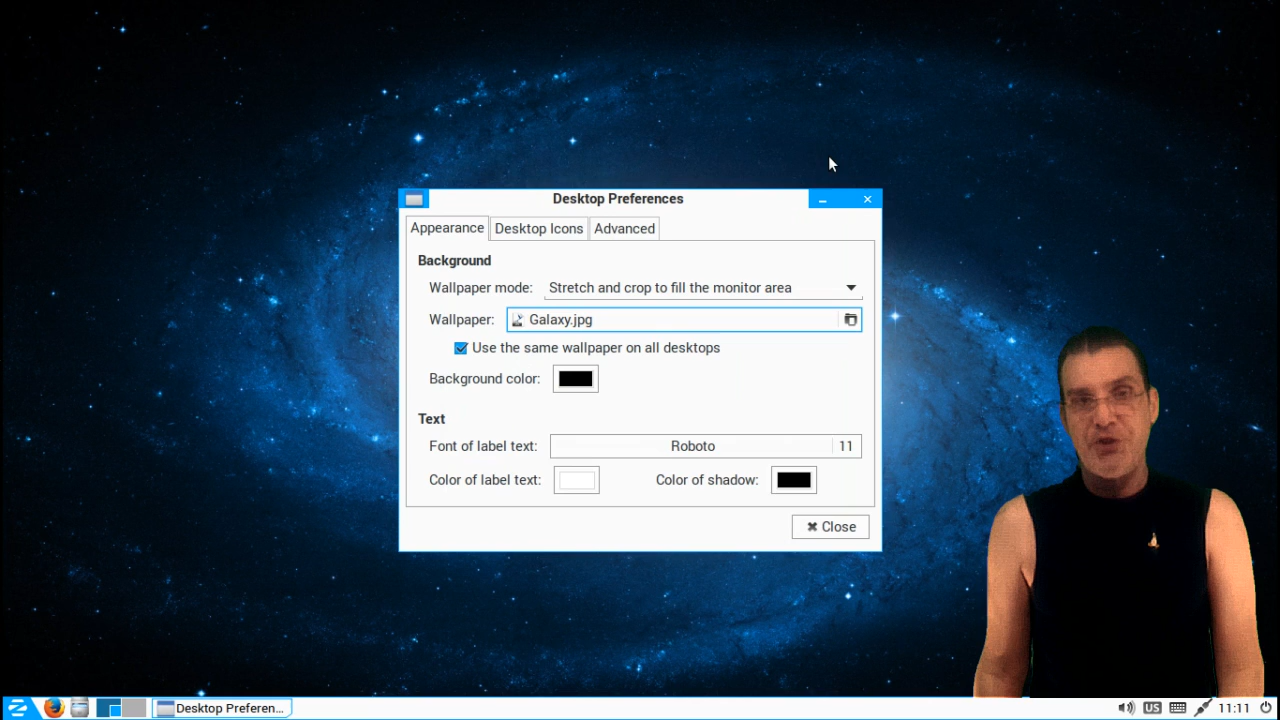 Desktop Preferences
Appearance Desktop Icons Advanced
Background
Wallpaper mode: Stretch and crop to fill the monitor area
Wallpaper: Galaxy.jpg
Use the same wallpaper on all desktops
Background color:
Text
Font of label text: Roboto 11
Color of label text: Color of shadow:
Close
Desktop Preferen... US 11:11